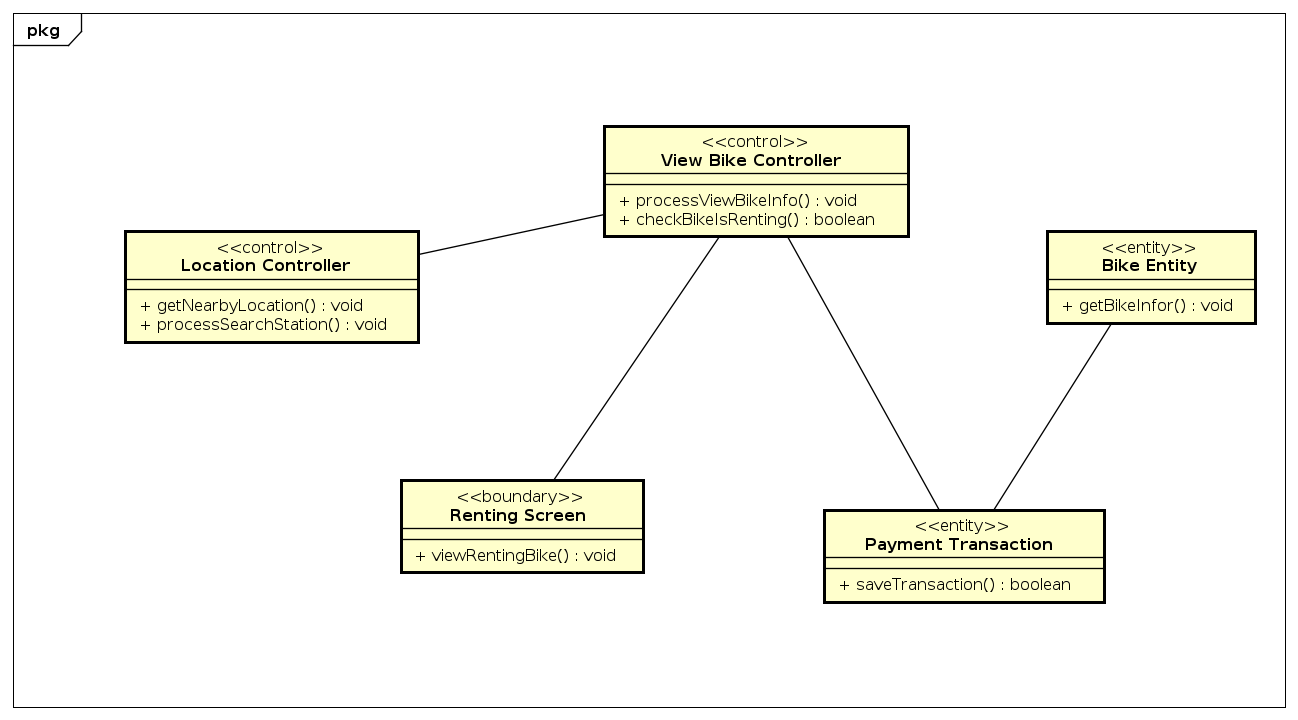 pkg
<<control>>
View Bike Controller
+ processViewBikeInfo() : void
+ checkBikeIsRenting() : boolean
<<control>>
Location Controller
+ getNearbyLocation() : void
+ processSearchStation() : void
<<entity>>
Bike Entity
+ getBikeInfor() : void
<<boundary>>
Renting Screen
+ viewRentingBike() : void
<<entity>>
Payment Transaction
+ saveTransaction() : boolean